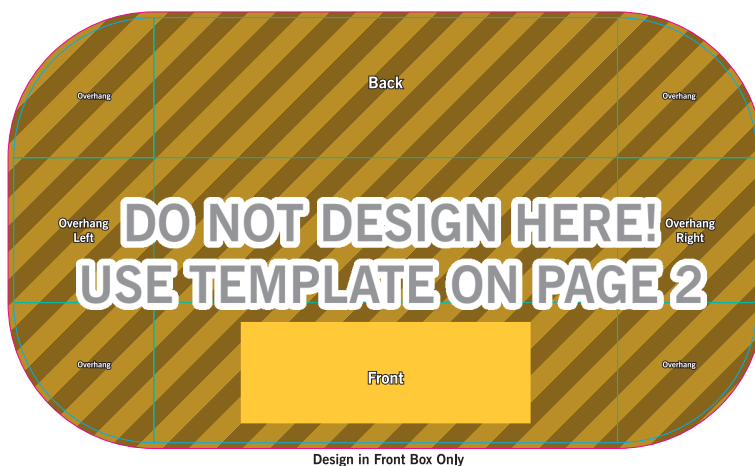 Back
Overhang
Overhang
Overhang
Left
DO NOT DESIGN HERE!
Overhang
Right
USE TEMPLATE ON PAGE 2
Overhang
Front
Overhang
Design in Front Box Only